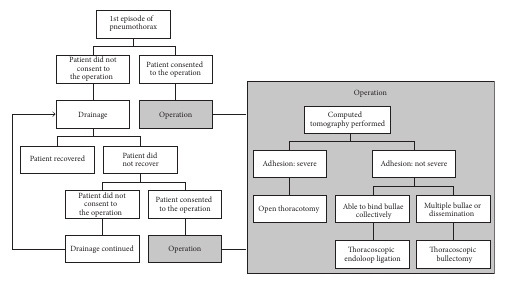 1st episode of
pneumothorax
Patient did not
consent to
the operation
Patient consented
to the operation
Drainage
Operation
Patient recovered
Patient did
not recover
Patient did not
consent to
the operation
Patient consented
to the operation
Drainage continued
Operation
Operation
Computed
tomography performed
Adhesion: severe
Adhesion: not severe
Open thoracotomy
Able to bind bullae
collectively
Multiple bullae or
dissemination
Thoracoscopic
endoloop ligation
Thoracoscopic
bullectomy